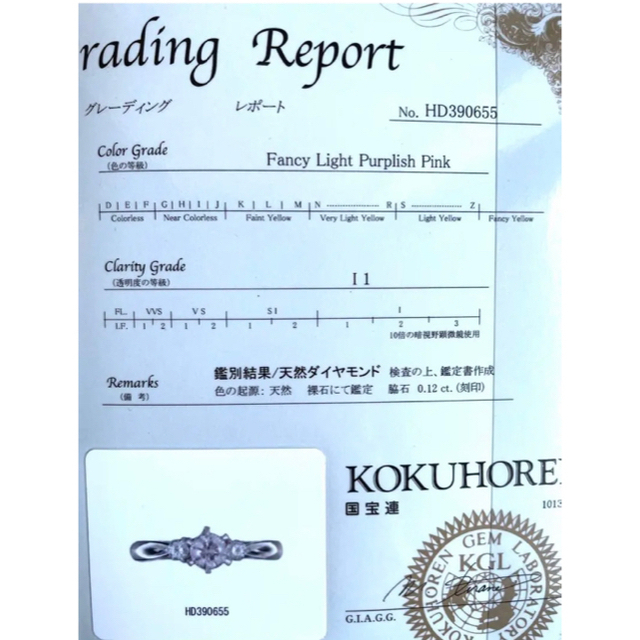 rading Report
グレーディング レポート
No. HD390655
Color Grade
(色の等級)
Fancy Light Purplish Pink
D E F G H I J K L M N R S Z
Colorless Near Colorless Faint Yellow Very Light Yellow Light Yellow Fancy Yellow
Clarity Grade
(透明度の等級)
I 1
FL. VVS VS SI I
I.F. 1 2 1 2 1 2 1 2 3
10倍の暗視野顕微鏡使用
Remarks
(備考)
鑑別結果/天然ダイヤモンド 検査の上、鑑定書作成
色の起源: 天然 裸石にて鑑定 脇石 0.12 ct. (刻印)
KOKUHOREN
国宝連
1013
KOKUHOREN GEM LABORATORY
KGL
G.I.A.G.G.
HD390655